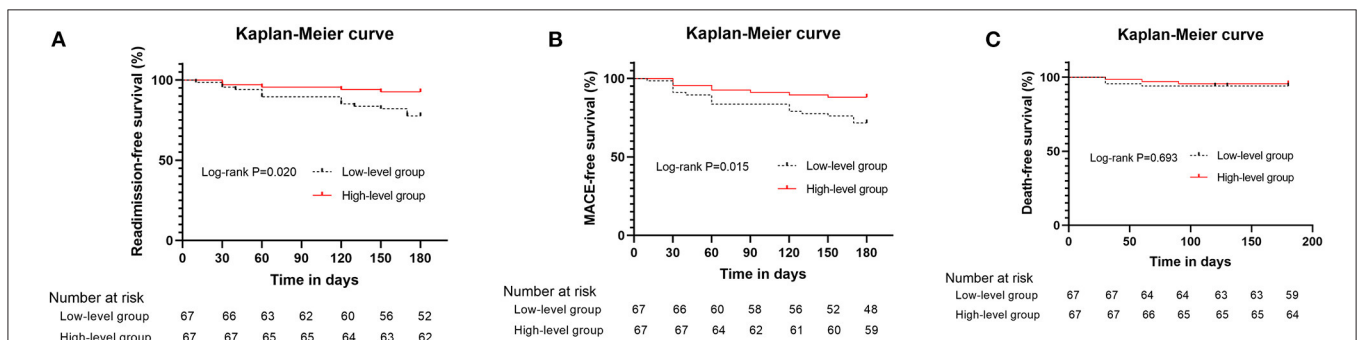 A
Kaplan-Meier curve
Readimission-free survival (%)
100
50
0
Log-rank P=0.020
Low-level group
High-level group
0 30 60 90 120 150 180
Time in days
Number at risk
Low-level group 67 66 63 62 60 56 52
High-level group 67 67 65 65 64 63 62
B
Kaplan-Meier curve
MACE-free survival (%)
100
50
0
Log-rank P=0.015
Low-level group
High-level group
0 30 60 90 120 150 180
Time in days
Number at risk
Low-level group 67 66 60 58 56 52 48
High-level group 67 67 64 62 61 60 59
C
Kaplan-Meier curve
Death-free survival (%)
100
50
0
Log-rank P=0.693
Low-level group
High-level group
0 50 100 150 200
Time in days
Number at risk
Low-level group 67 67 64 64 63 63 59
High-level group 67 67 66 65 65 65 64